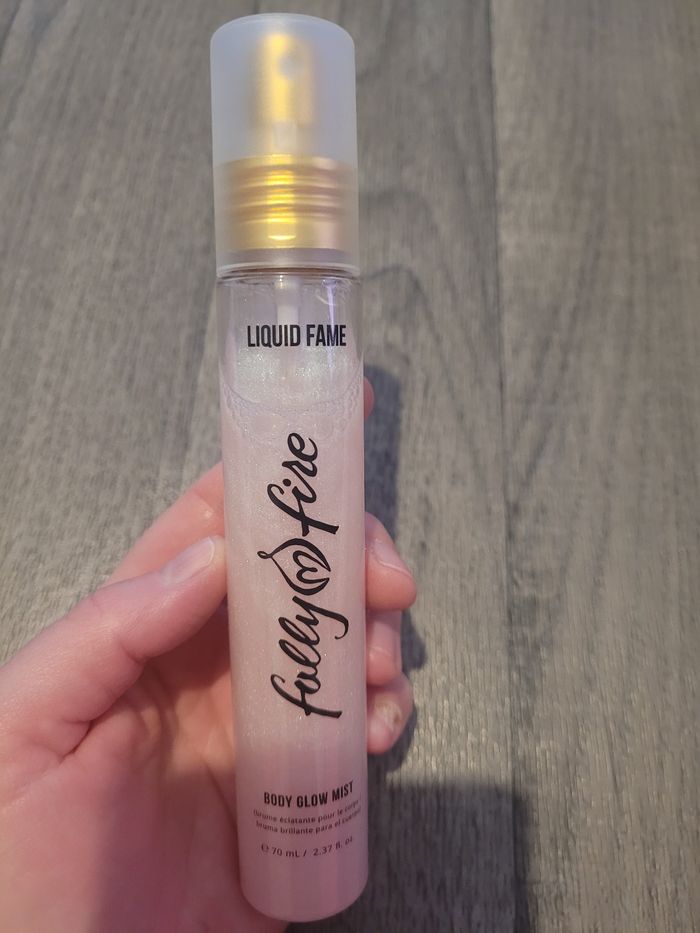 LIQUID FAME
fully fire
BODY GLOW MIST
(brume éclatante pour le corps
bruma brillante para el cuerpo)
℮ 70 mL / 2.37 fl. oz.